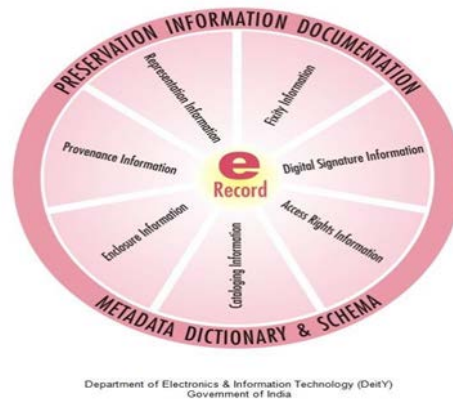 PRESERVATION INFORMATION DOCUMENTATION
Representation Information
Fixity Information
Provenance Information
Digital Signature Information
e
Record
Enclosure Information
Cataloging Information
Access Rights Information
METADATA DICTIONARY & SCHEMA
Department of Electronics & Information Technology (DeitY)
Government of India